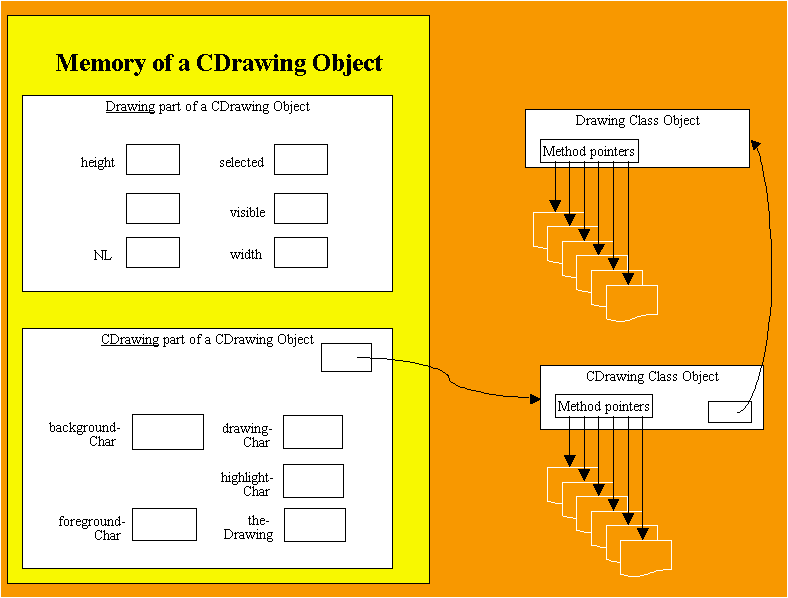 Memory of a CDrawing Object
Drawing part of a CDrawing Object
height
selected
visible
NL
width
CDrawing part of a CDrawing Object
background-
Char
drawing-
Char
highlight-
Char
foreground-
Char
the-
Drawing
Drawing Class Object
Method pointers
CDrawing Class Object
Method pointers